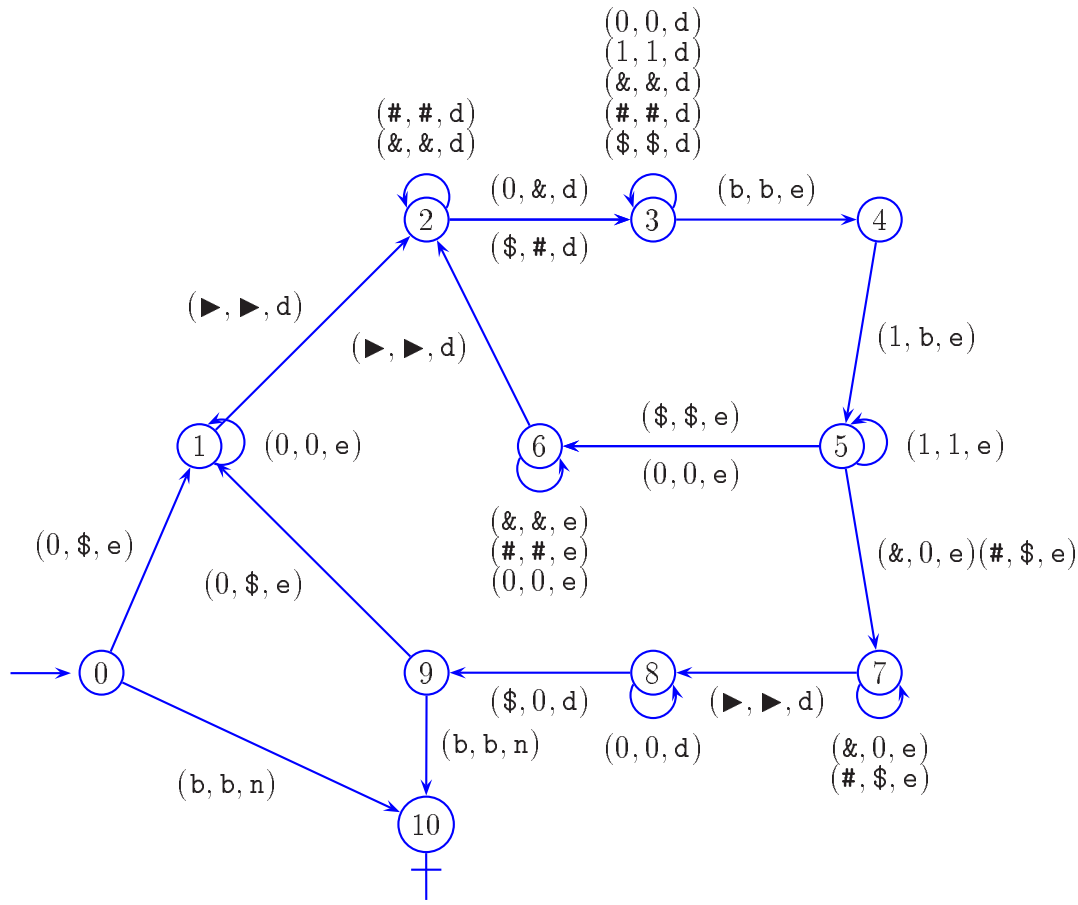 (0, 0, d)
(1, 1, d)
(&, &, d)
(#, #, d)
($, $, d)
(#, #, d)
(&, &, d)
(0, &, d)
(b, b, e)
2
3
4
($, #, d)
(▶, ▶, d)
(1, b, e)
(▶, ▶, d)
($, $, e)
1
(0, 0, e)
6
5
(1, 1, e)
(0, 0, e)
(&, &, e)
(#, #, e)
(0, 0, e)
(0, $, e)
(0, $, e)
(&, 0, e)(#, $, e)
0
9
8
7
($, 0, d)
(▶, ▶, d)
(b, b, n)
(0, 0, d)
(&, 0, e)
(#, $, e)
(b, b, n)
10